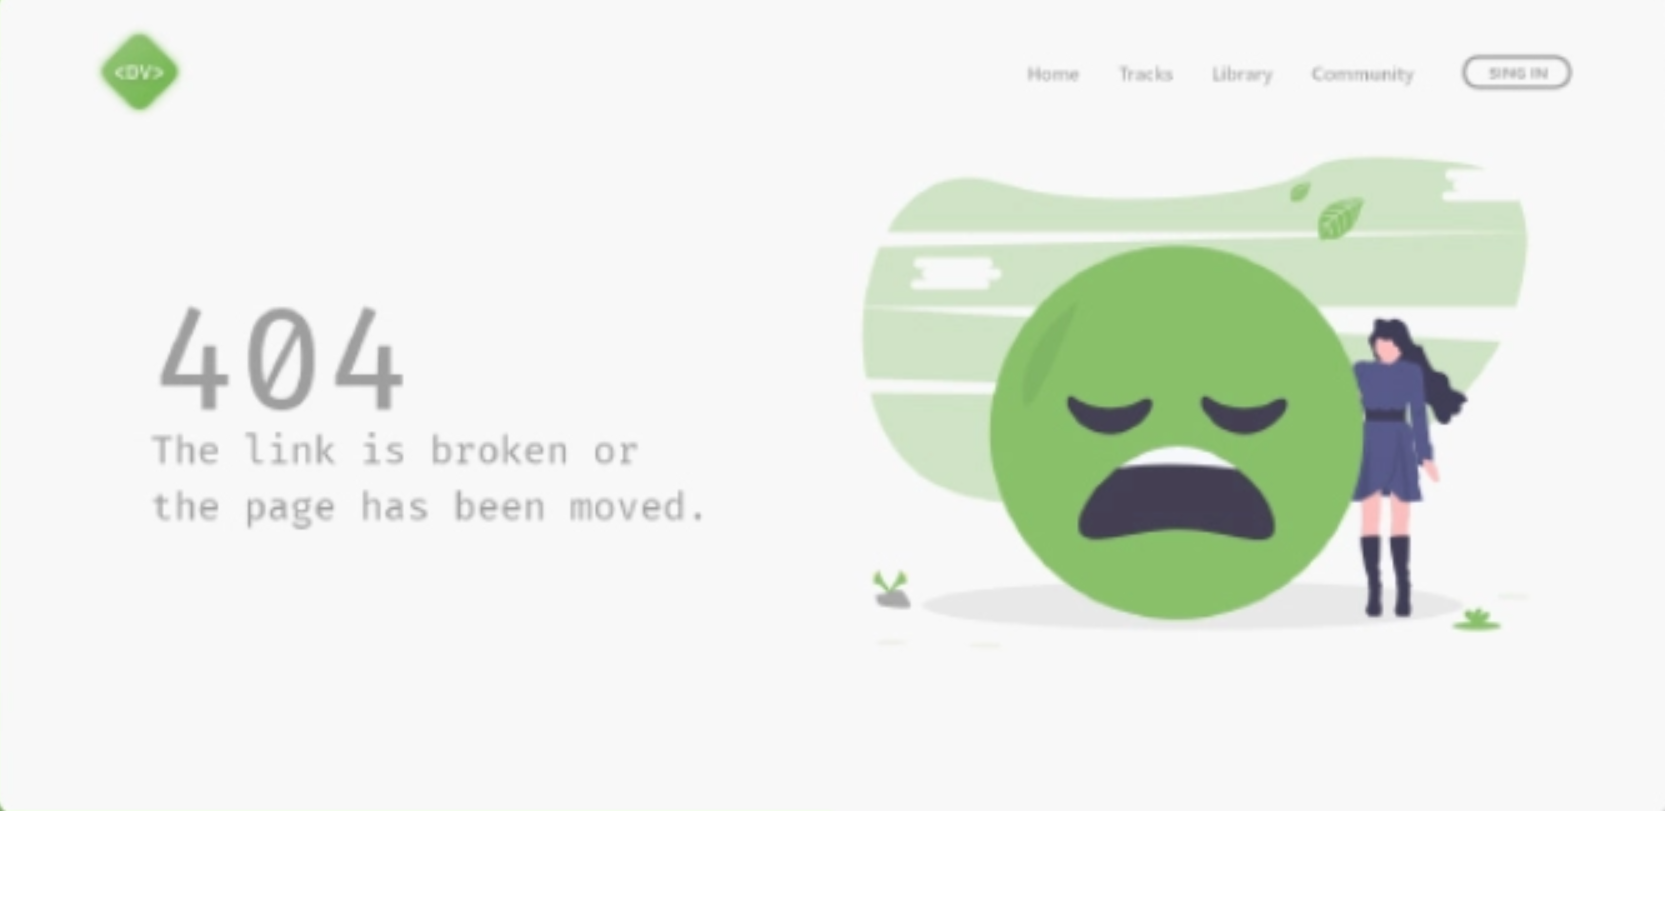 <DV>
Home Tracks Library Community SING IN
404
The link is broken or
the page has been moved.